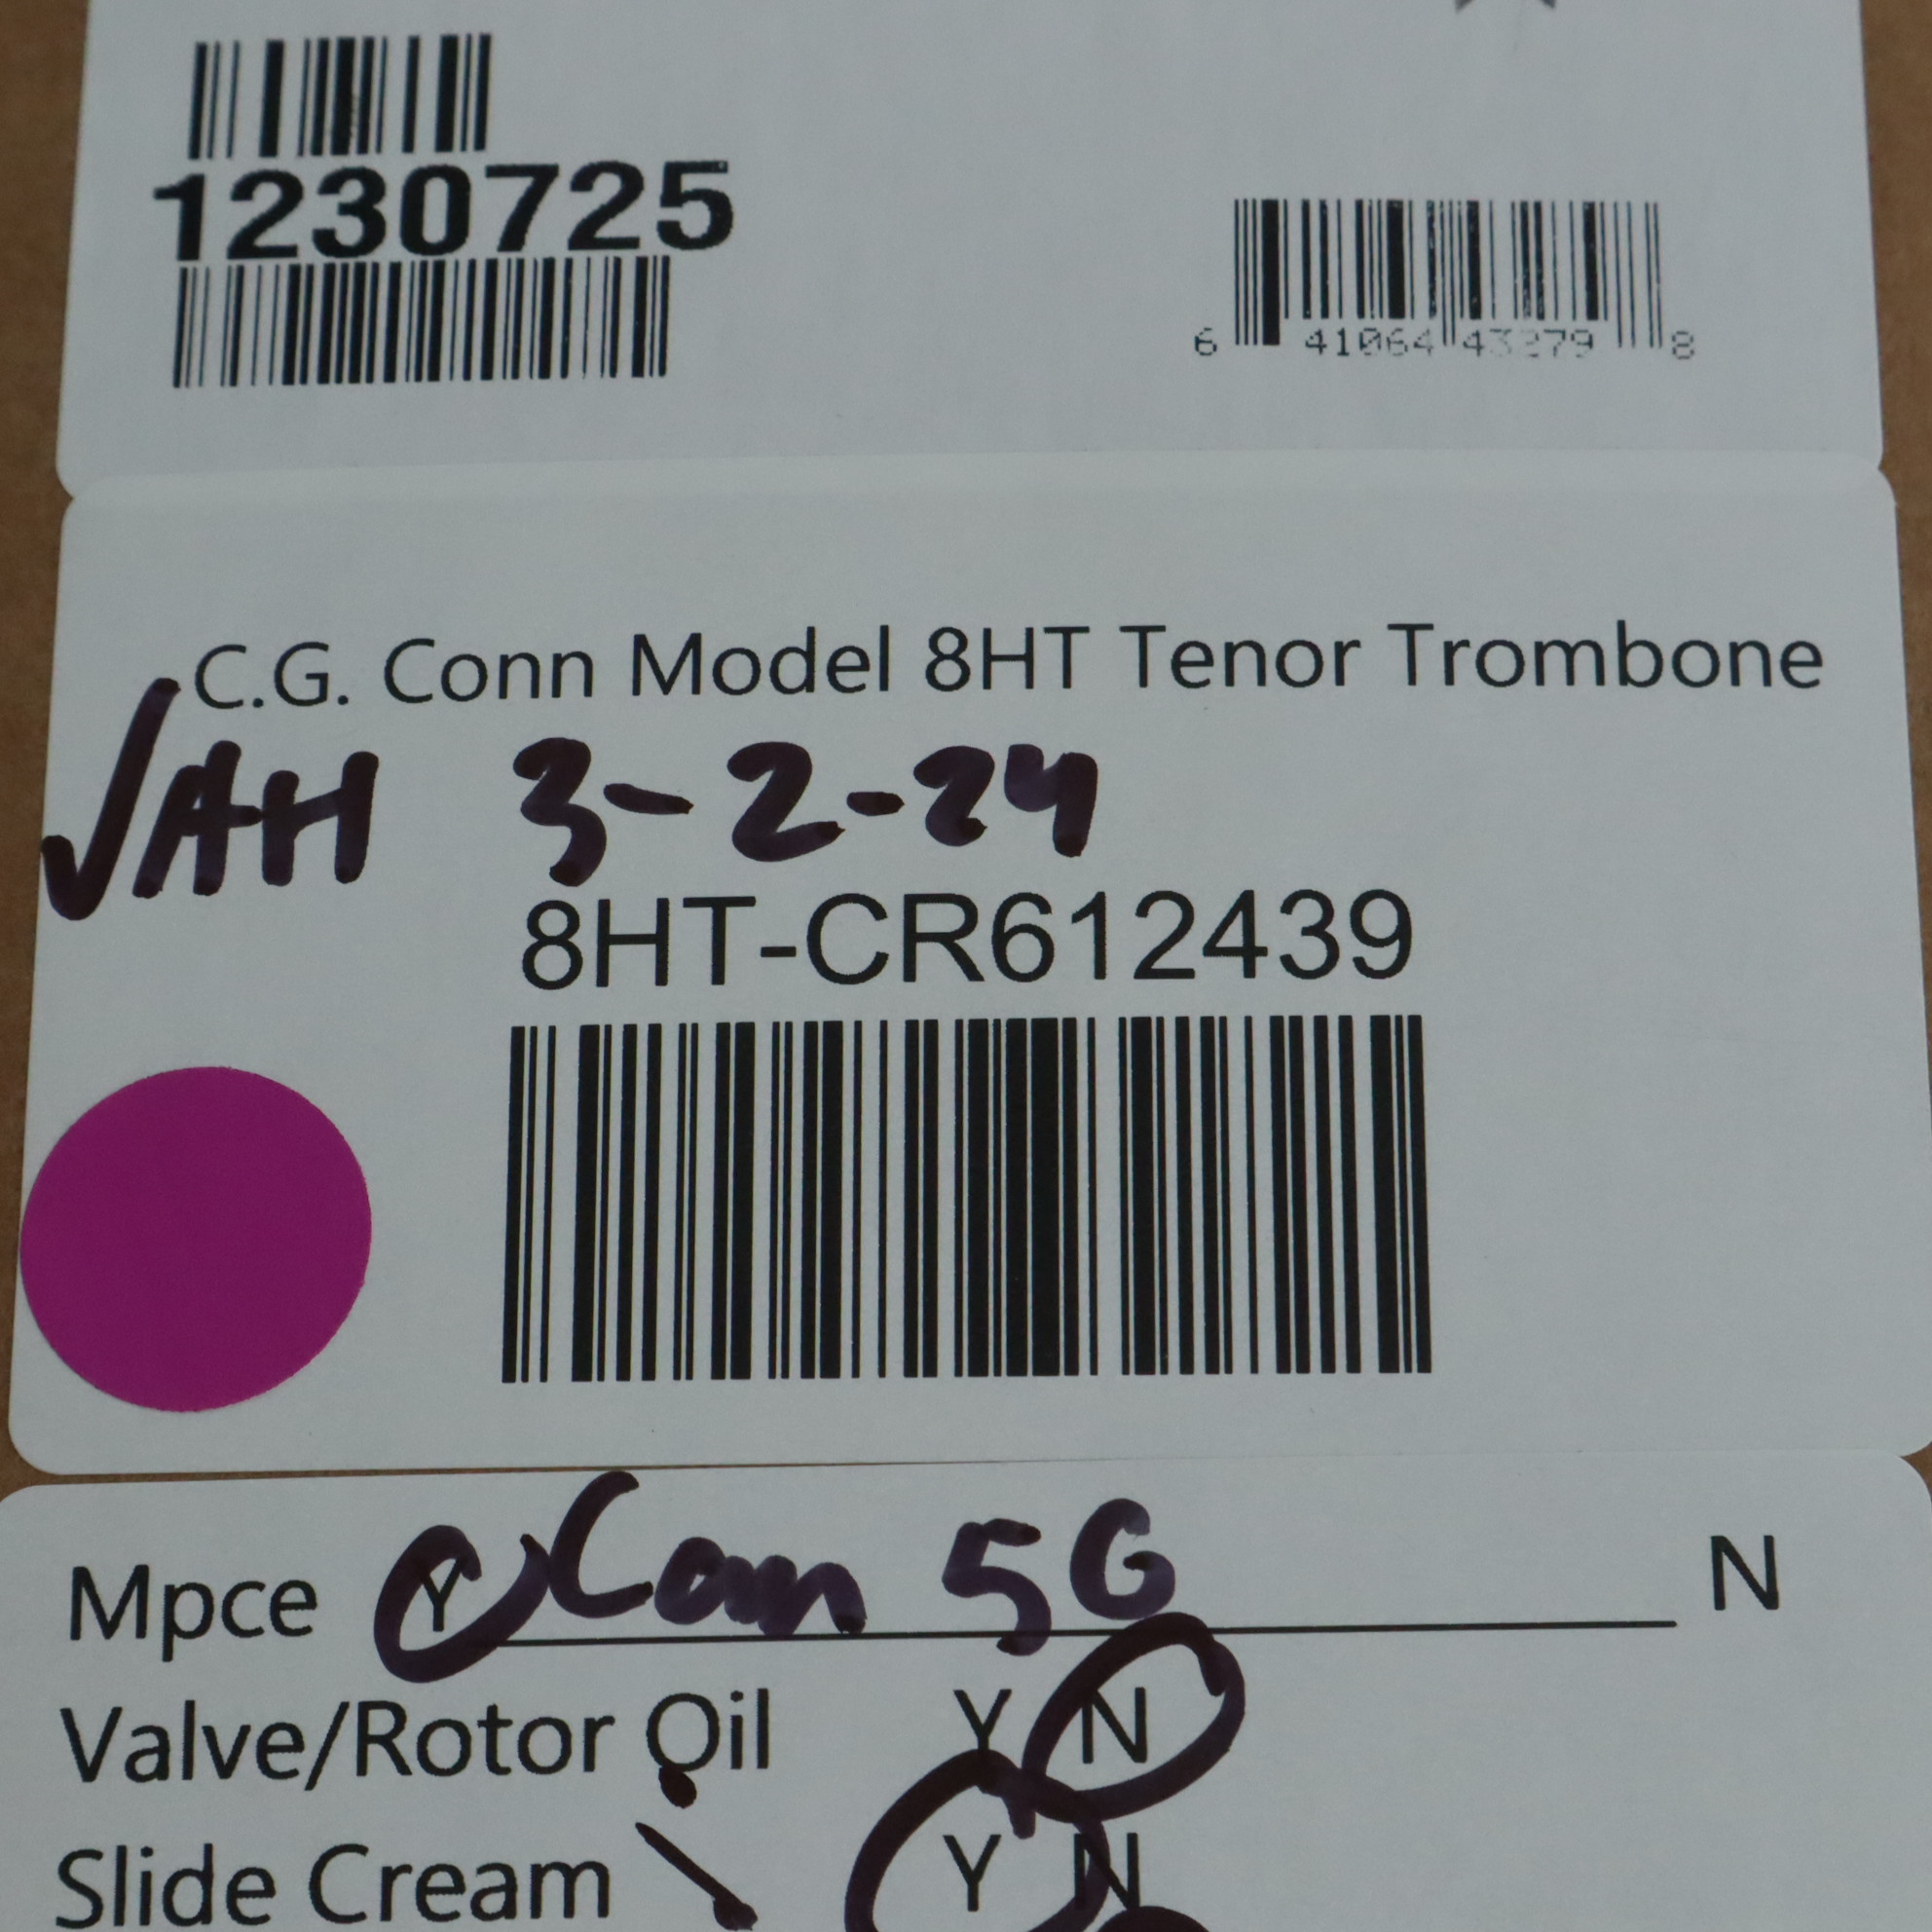 1230725
6 41064 43279 8
C.G. Conn Model 8HT Tenor Trombone
√AH 3-2-24
8HT-CR612439
Mpce Y Conn 5G N
Valve/Rotor Oil Y N
Slide Cream Y N